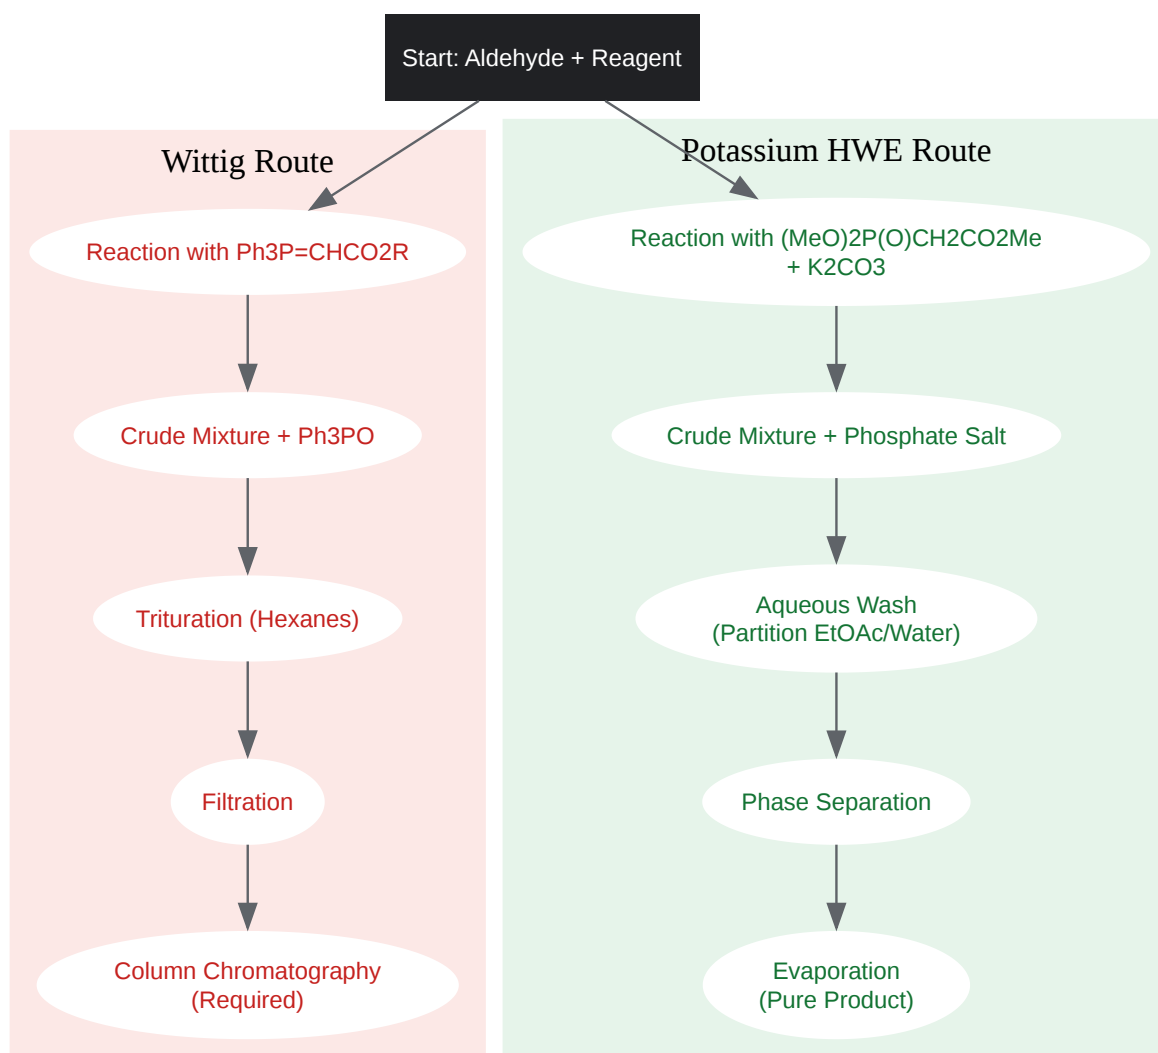 Start: Aldehyde + Reagent
Wittig Route
Reaction with Ph3P=CHCO2R
Crude Mixture + Ph3PO
Trituration (Hexanes)
Filtration
Column Chromatography
(Required)
Potassium HWE Route
Reaction with (MeO)2P(O)CH2CO2Me
+ K2CO3
Crude Mixture + Phosphate Salt
Aqueous Wash
(Partition EtOAc/Water)
Phase Separation
Evaporation
(Pure Product)